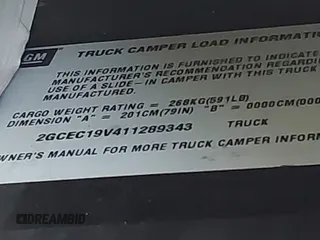 GM
TRUCK CAMPER LOAD INFORMATI
THIS INFORMATION IS FURNISHED TO INDICATE
MANUFACTURER'S RECOMMENDATION REGARDI
USE OF A SLIDE-IN CAMPER WITH THIS TRUCK
MANUFACTURED.
CARGO WEIGHT RATING = 268KG(591LB)
DIMENSION "A" = 201CM(79IN) "B" = 0000CM(000
2GCEC19V411289343 TRUCK
WNER'S MANUAL FOR MORE TRUCK CAMPER INFOR
DREAMBID